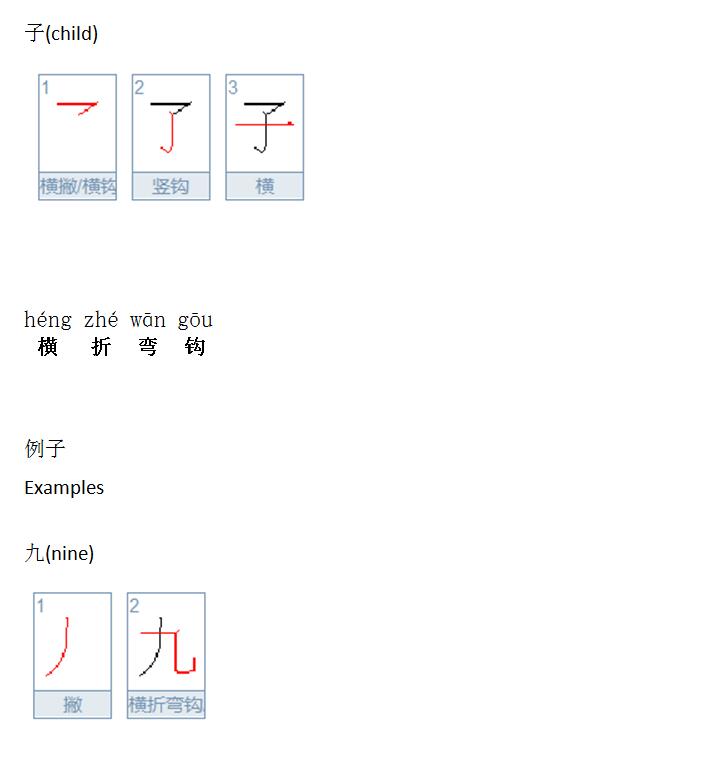 子(child)
1 2 3
横撇/横钩 竖钩 横
héng zhé wān gōu
横 折 弯 钩
例子
Examples
九(nine)
1 2
撇 横折弯钩